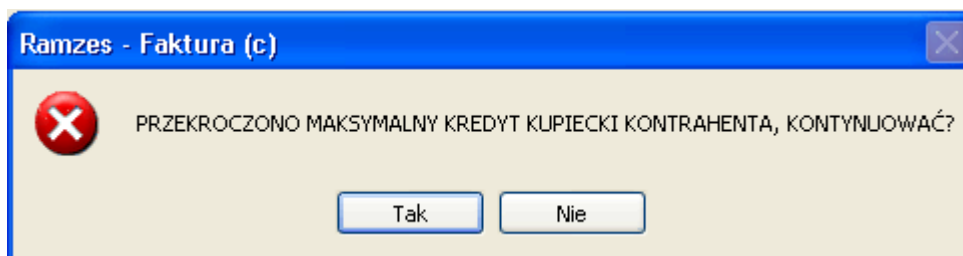 Ramzes - Faktura (c)
PRZEKROCZONO MAKSYMALNY KREDYT KUPIECKI KONTRAHENTA, KONTYNUOWAĆ?
Tak
Nie